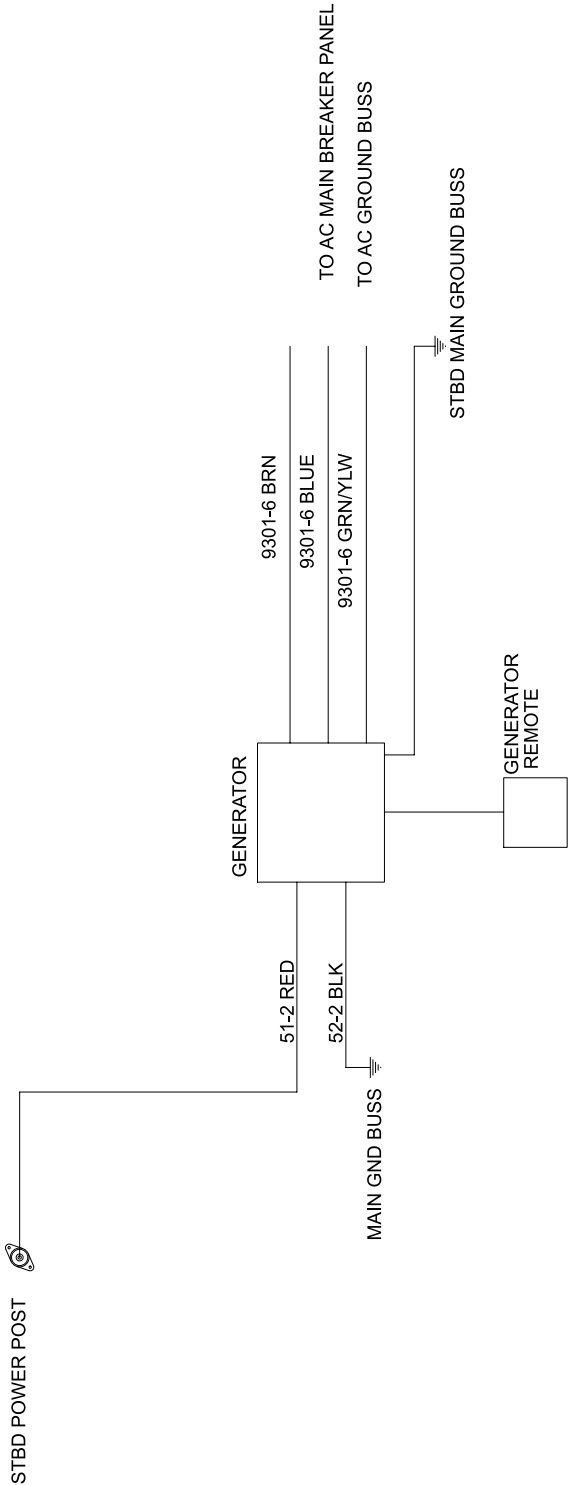 STBD POWER POST
51-2 RED
52-2 BLK
MAIN GND BUSS
GENERATOR
9301-6 BRN
9301-6 BLUE
9301-6 GRN/YLW
TO AC MAIN BREAKER PANEL
TO AC GROUND BUSS
STBD MAIN GROUND BUSS
GENERATOR
REMOTE